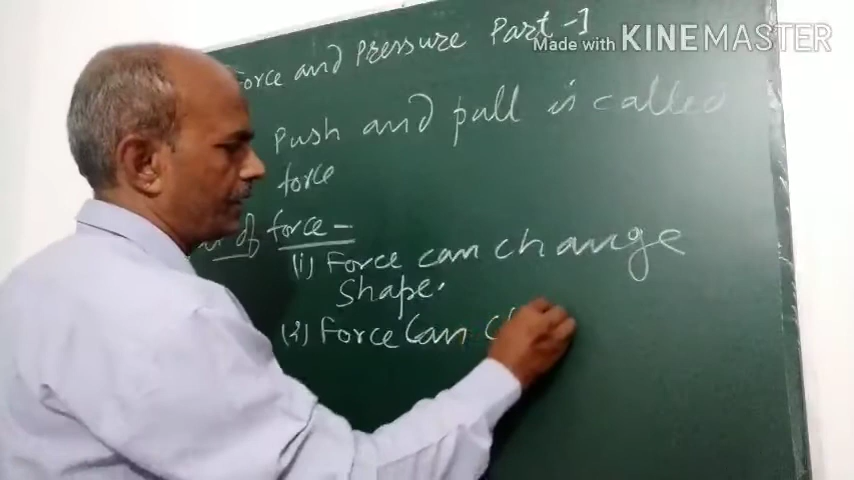 Force and Pressure Part-1
Made with KINEMASTER
Push and pull is called
force
of force-
(i) Force can change
shape.
(ii) Force can c